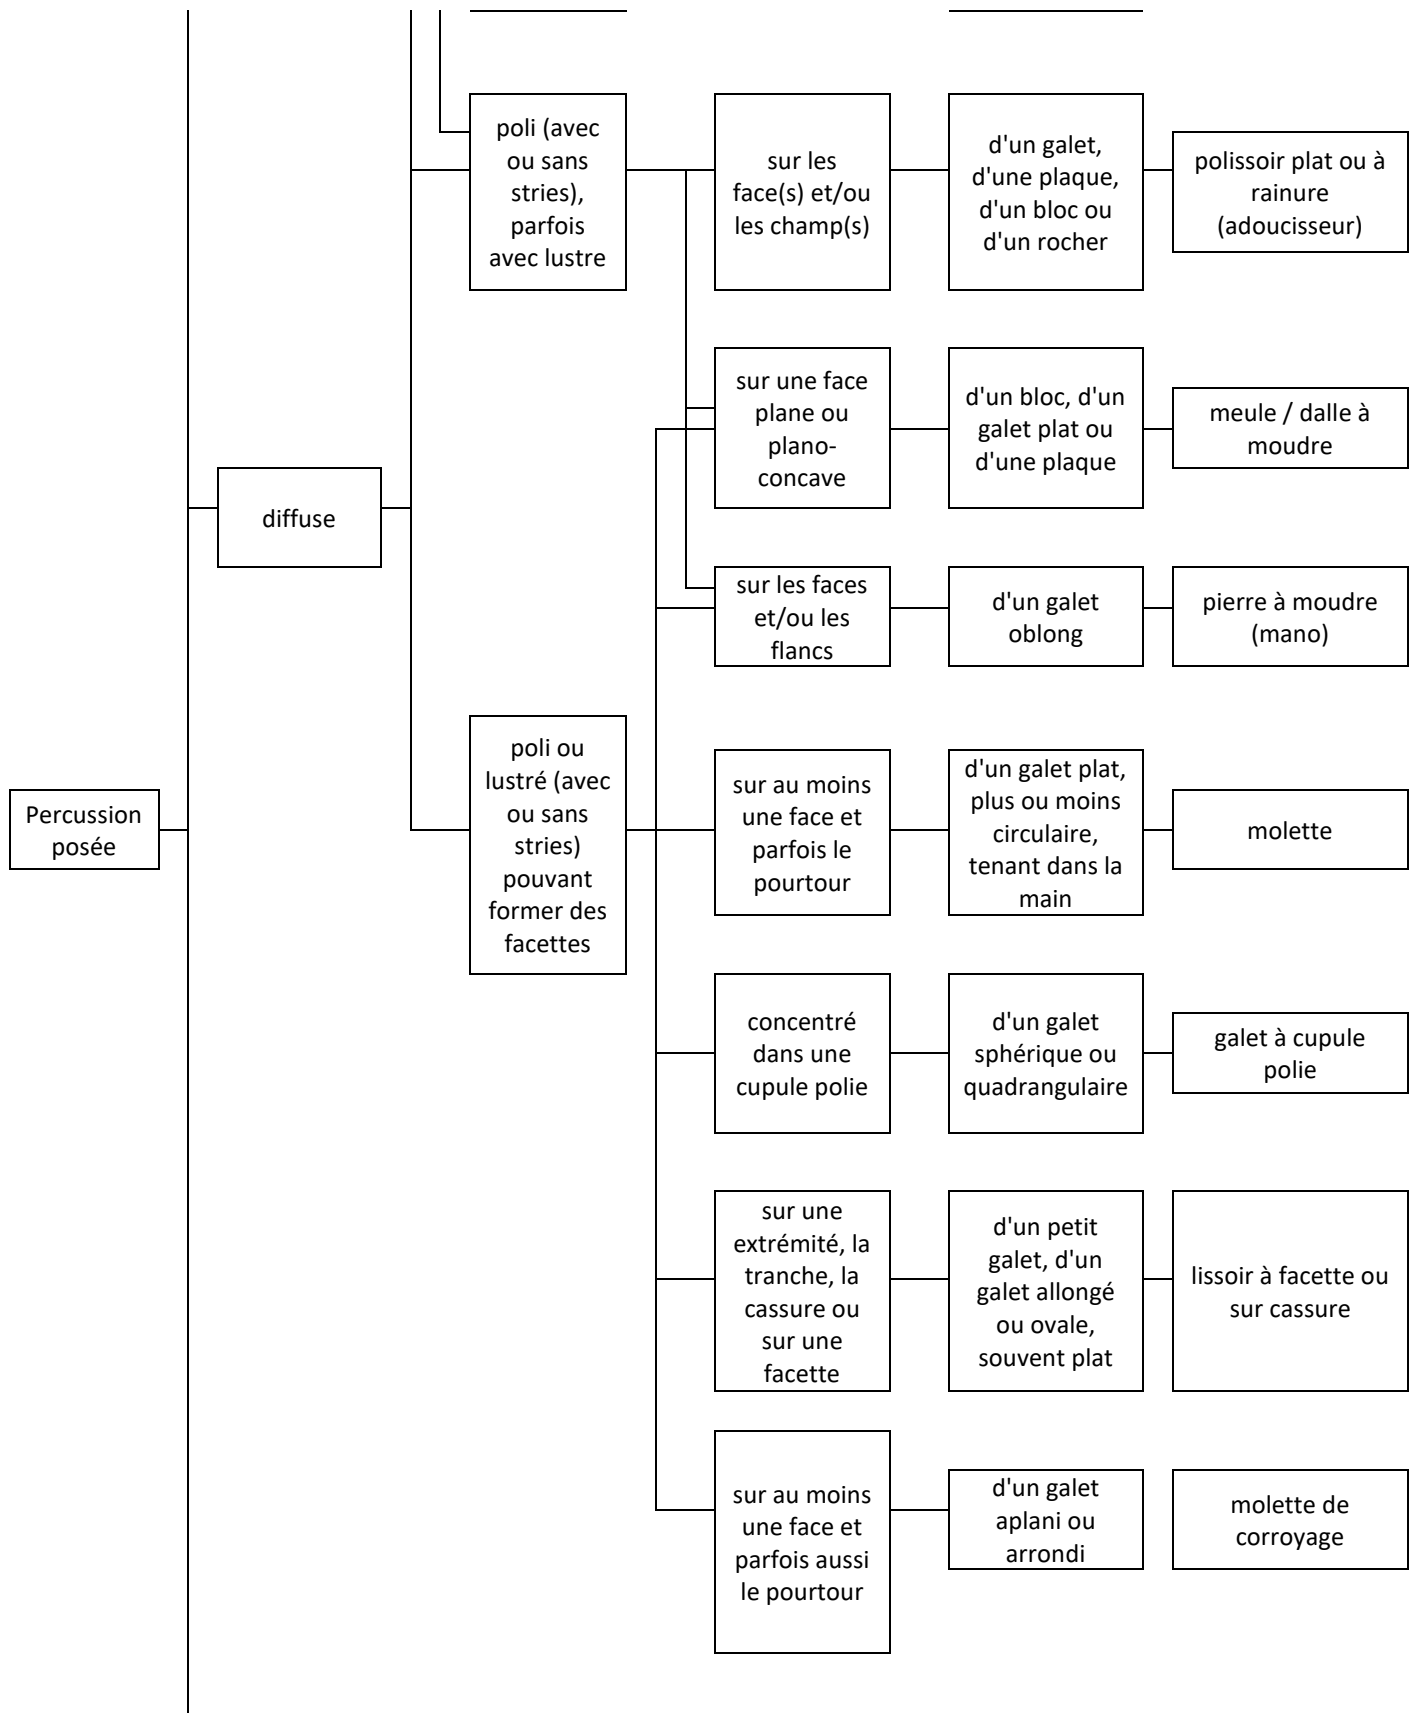 poli (avec
ou sans
stries),
parfois
avec lustre
sur les
face(s) et/ou
les champ(s)
d'un galet,
d'une plaque,
d'un bloc ou
d'un rocher
polissoir plat ou à
rainure
(adoucisseur)
sur une face
plane ou
plano-
concave
d'un bloc, d'un
galet plat ou
d'une plaque
meule / dalle à
moudre
diffuse
sur les faces
et/ou les
flancs
d'un galet
oblong
pierre à moudre
(mano)
Percussion
posée
poli ou
lustré (avec
ou sans
stries)
pouvant
former des
facettes
sur au moins
une face et
parfois le
pourtour
d'un galet plat,
plus ou moins
circulaire,
tenant dans la
main
molette
concentré
dans une
cupule polie
d'un galet
sphérique ou
quadrangulaire
galet à cupule
polie
sur une
extrémité, la
tranche, la
cassure ou
sur une
facette
d'un petit
galet, d'un
galet allongé
ou ovale,
souvent plat
lissoir à facette ou
sur cassure
sur au moins
une face et
parfois aussi
le pourtour
d'un galet
aplani ou
arrondi
molette de
corroyage